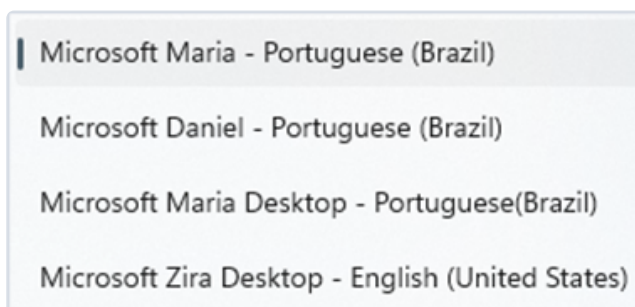 Microsoft Maria - Portuguese (Brazil)
Microsoft Daniel - Portuguese (Brazil)
Microsoft Maria Desktop - Portuguese(Brazil)
Microsoft Zira Desktop - English (United States)